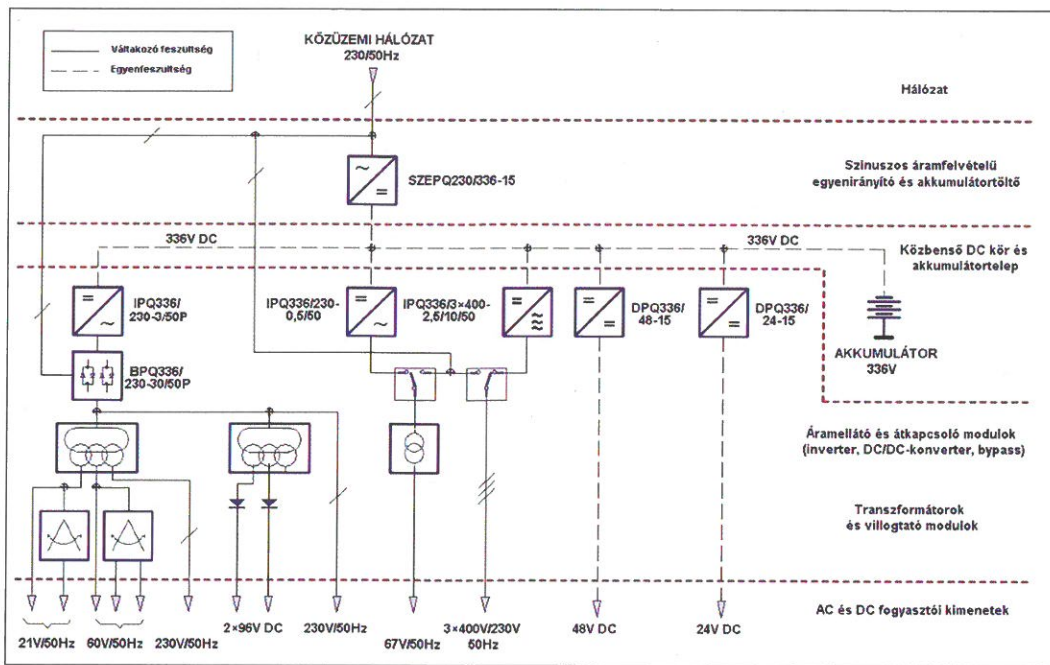 Váltakozó feszültség
Egyenfeszültség
KÖZÜZEMI HÁLÓZAT
230/50Hz
Hálózat
SZEPQ230/336-15
Szinuszos áramfelvételű
egyenirányító és akkumulátortöltő
336V DC
336V DC
Közbenső DC kör és
akkumulátortelep
IPQ336/
230-3/50P
IPQ336/230-
0,5/50
IPQ336/3×400-
2,5/10/50
DPQ336/
48-15
DPQ336/
24-15
AKKUMULÁTOR
336V
BPQ336/
230-30/50P
Áramellátó és átkapcsoló modulok
(inverter, DC/DC-konverter, bypass)
Transzformátorok
és villogtató modulok
AC és DC fogyasztói kimenetek
21V/50Hz
60V/50Hz
230V/50Hz
2×96V DC
230V/50Hz
67V/50Hz
3×400V/230V
50Hz
48V DC
24V DC